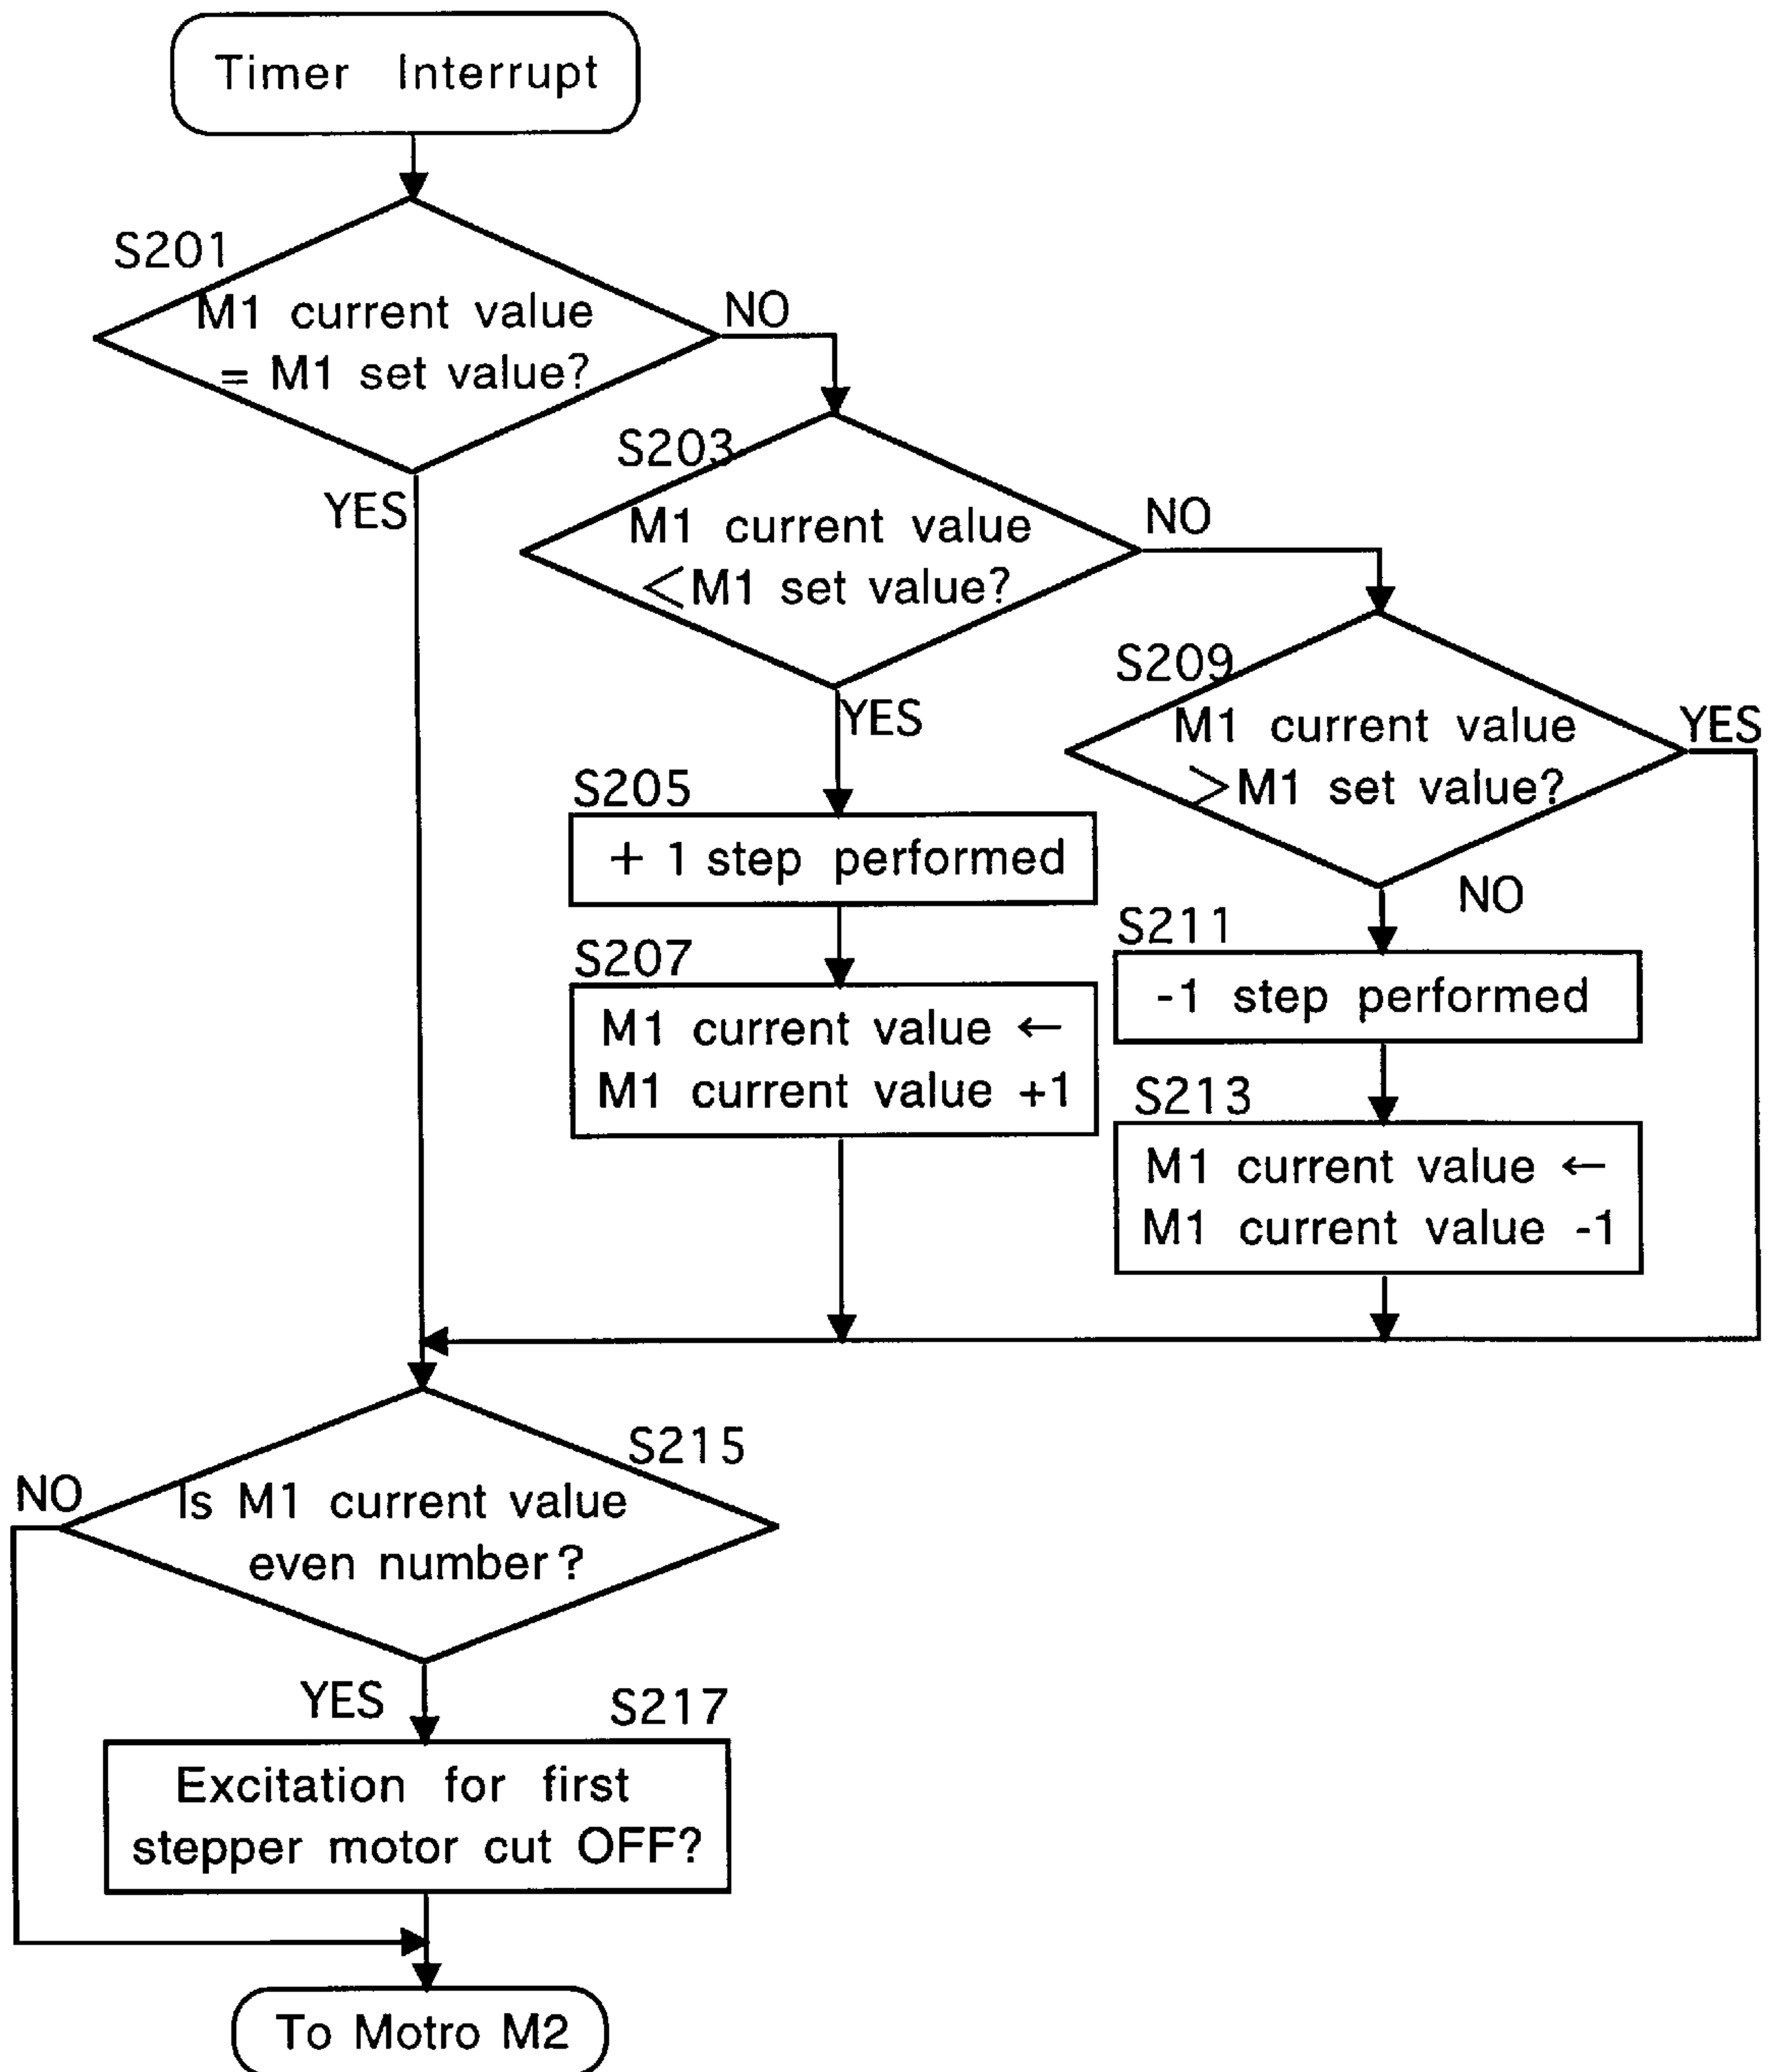 Timer Interrupt
S201
M1 current value
= M1 set value?
NO
YES
S203
M1 current value
<M1 set value?
NO
YES
S209
M1 current value
>M1 set value?
YES
NO
S205
+ 1 step performed
S207
M1 current value ←
M1 current value +1
S211
-1 step performed
S213
M1 current value ←
M1 current value -1
S215
Is M1 current value
even number?
NO
YES
S217
Excitation for first
stepper motor cut OFF?
To Motro M2